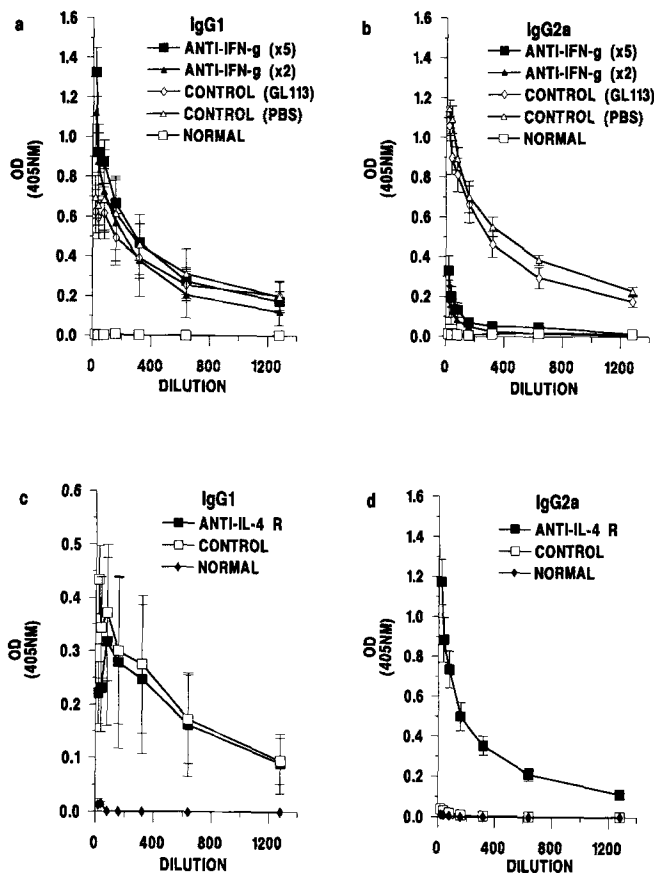 a
IgG1
ANTI-IFN-g (x5)
ANTI-IFN-g (x2)
CONTROL (GL113)
CONTROL (PBS)
NORMAL
OD
(405NM)
1.6
1.4
1.2
1.0
0.8
0.6
0.4
0.2
0.0
0 400 800 1200
DILUTION
b
IgG2a
ANTI-IFN-g (x5)
ANTI-IFN-g (x2)
CONTROL (GL113)
CONTROL (PBS)
NORMAL
OD
(405NM)
1.6
1.4
1.2
1.0
0.8
0.6
0.4
0.2
0.0
0 400 800 1200
DILUTION
c
IgG1
ANTI-IL-4 R
CONTROL
NORMAL
OD
(405NM)
0.6
0.5
0.4
0.3
0.2
0.1
0.0
0 400 800 1200
DILUTION
d
IgG2a
ANTI-IL-4 R
CONTROL
NORMAL
OD
(405NM)
1.6
1.4
1.2
1.0
0.8
0.6
0.4
0.2
0.0
0 400 800 1200
DILUTION